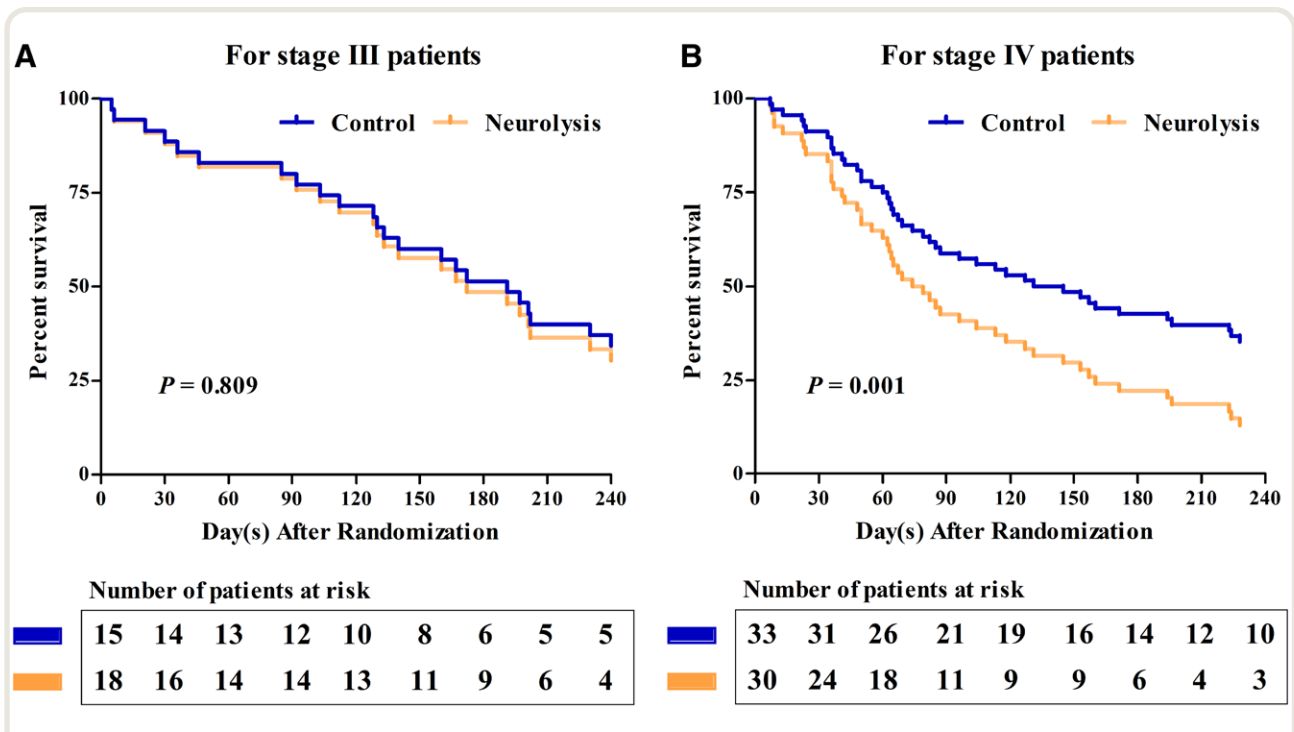 A
For stage III patients
100
75
50
25
0
Percent survival
Control
Neurolysis
P = 0.809
0 30 60 90 120 150 180 210 240
Day(s) After Randomization
Number of patients at risk
15 14 13 12 10 8 6 5 5
18 16 14 14 13 11 9 6 4
B
For stage IV patients
100
75
50
25
0
Percent survival
Control
Neurolysis
P = 0.001
0 30 60 90 120 150 180 210 240
Day(s) After Randomization
Number of patients at risk
33 31 26 21 19 16 14 12 10
30 24 18 11 9 9 6 4 3